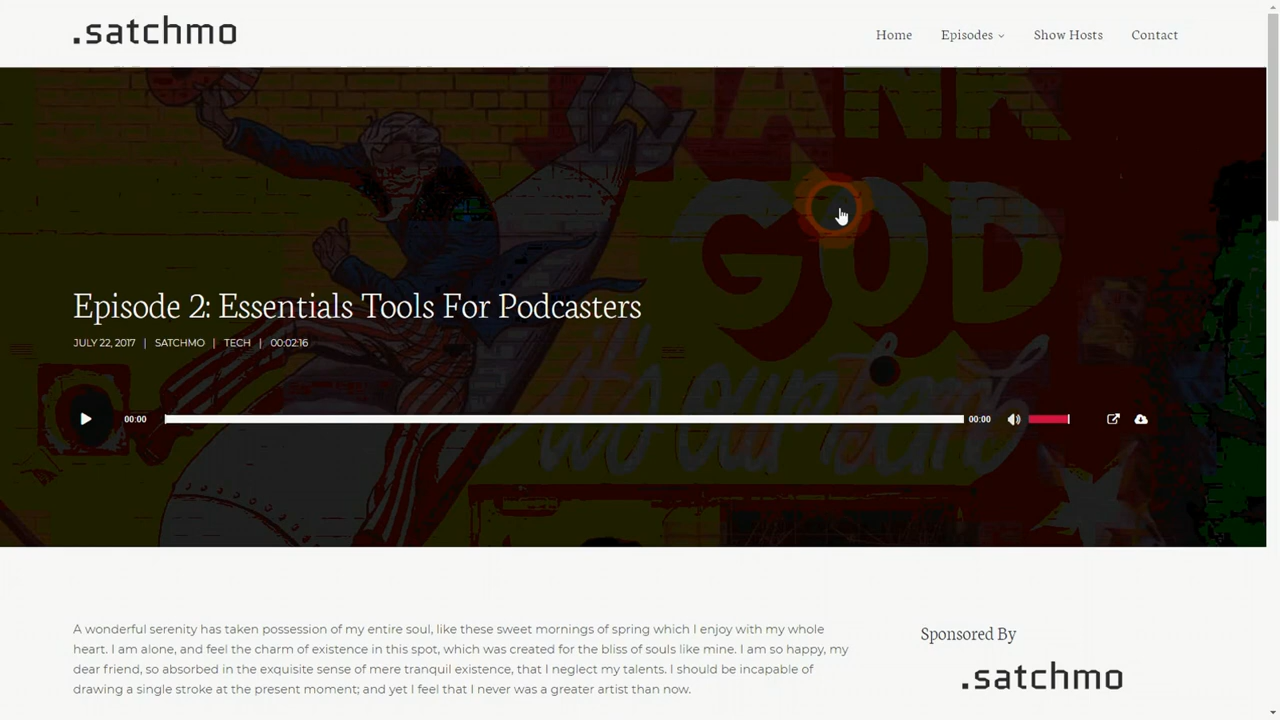 .satchmo
Home Episodes Show Hosts Contact
THANK
GOD
it's our bomb
Episode 2: Essentials Tools For Podcasters
JULY 22, 2017 | SATCHMO | TECH | 00:02:16
00:00 00:00
A wonderful serenity has taken possession of my entire soul, like these sweet mornings of spring which I enjoy with my whole
heart. I am alone, and feel the charm of existence in this spot, which was created for the bliss of souls like mine. I am so happy, my
dear friend, so absorbed in the exquisite sense of mere tranquil existence, that I neglect my talents. I should be incapable of
drawing a single stroke at the present moment; and yet I feel that I never was a greater artist than now.
Sponsored By
.satchmo